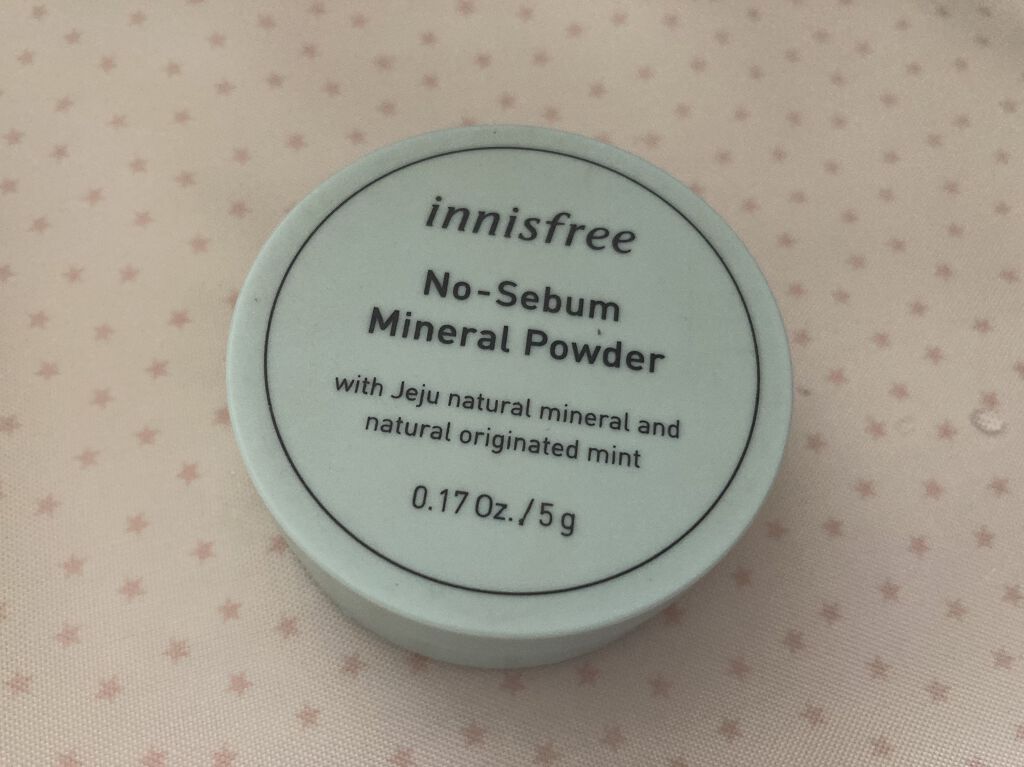 innisfree
No-Sebum
Mineral Powder
with Jeju natural mineral and
natural originated mint
0.17 Oz./5 g